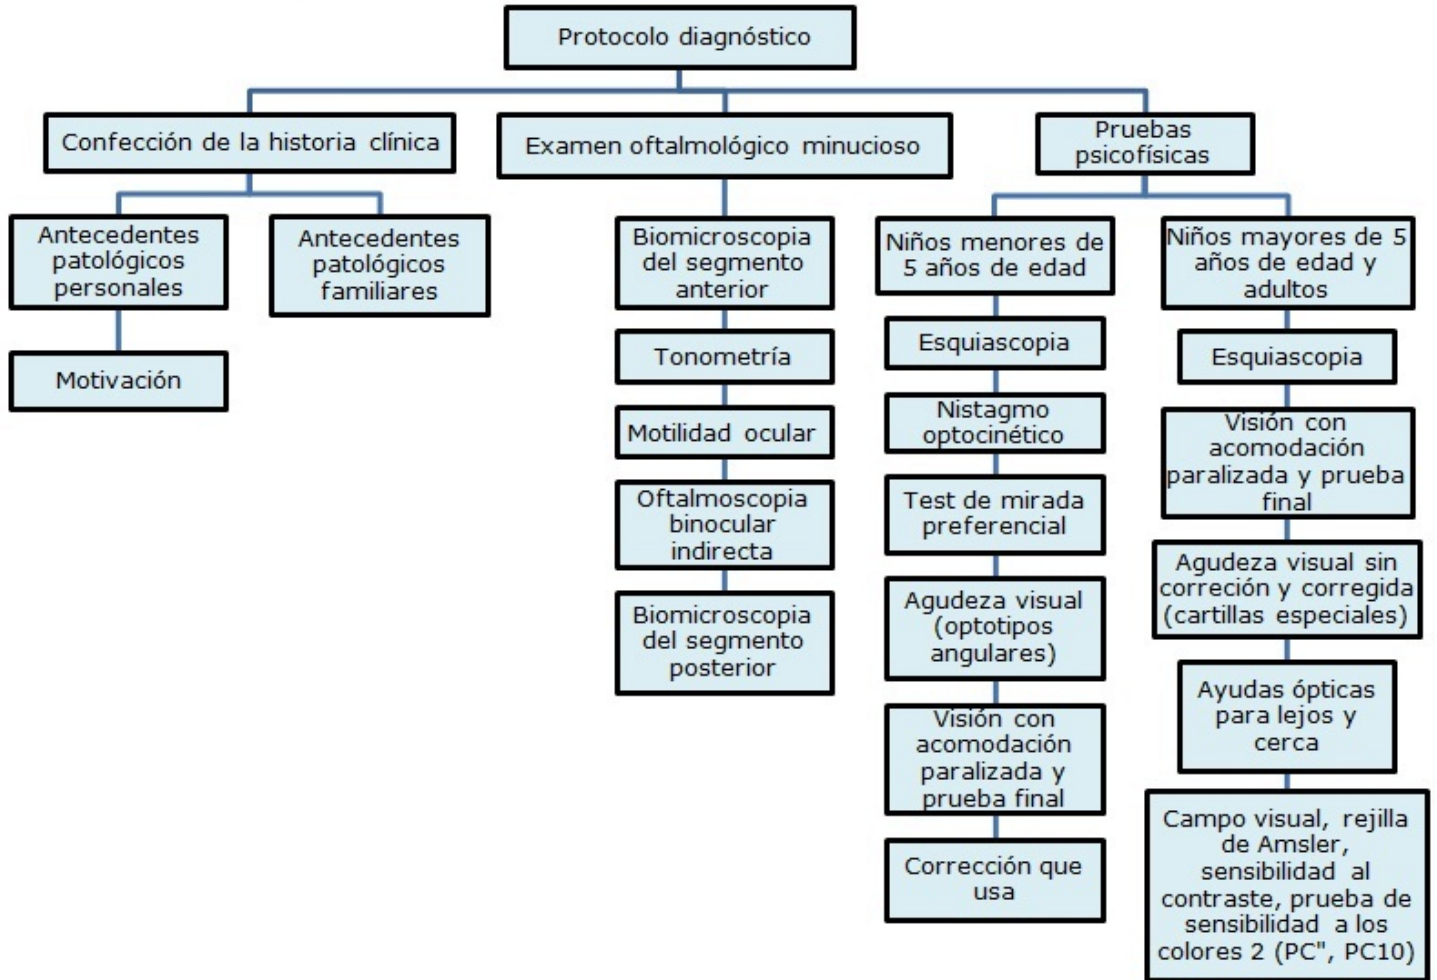 Protocolo diagnóstico
Confección de la historia clínica
Examen oftalmológico minucioso
Pruebas
psicofísicas
Antecedentes
patológicos
personales
Antecedentes
patológicos
familiares
Motivación
Biomicroscopia
del segmento
anterior
Tonometría
Motilidad ocular
Oftalmoscopia
binocular
indirecta
Biomicroscopia
del segmento
posterior
Niños menores de
5 años de edad
Esquiascopia
Nistagmo
optocinético
Test de mirada
preferencial
Agudeza visual
(optotipos
angulares)
Visión con
acomodación
paralizada y
prueba final
Corrección que
usa
Niños mayores de 5
años de edad y
adultos
Esquiascopia
Visión con
acomodación
paralizada y prueba
final
Agudeza visual sin
correción y corregida
(cartillas especiales)
Ayudas ópticas
para lejos y
cerca
Campo visual, rejilla
de Amsler,
sensibilidad al
contraste, prueba de
sensibilidad a los
colores 2 (PC", PC10)